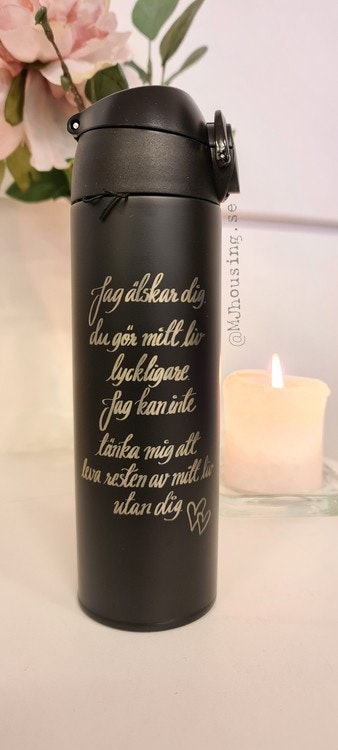 Jag älskar dig,
du gör mitt liv
lyckligare.
Jag kan inte
tänka mig att
leva resten av mitt liv
utan dig
@MJhousing.se